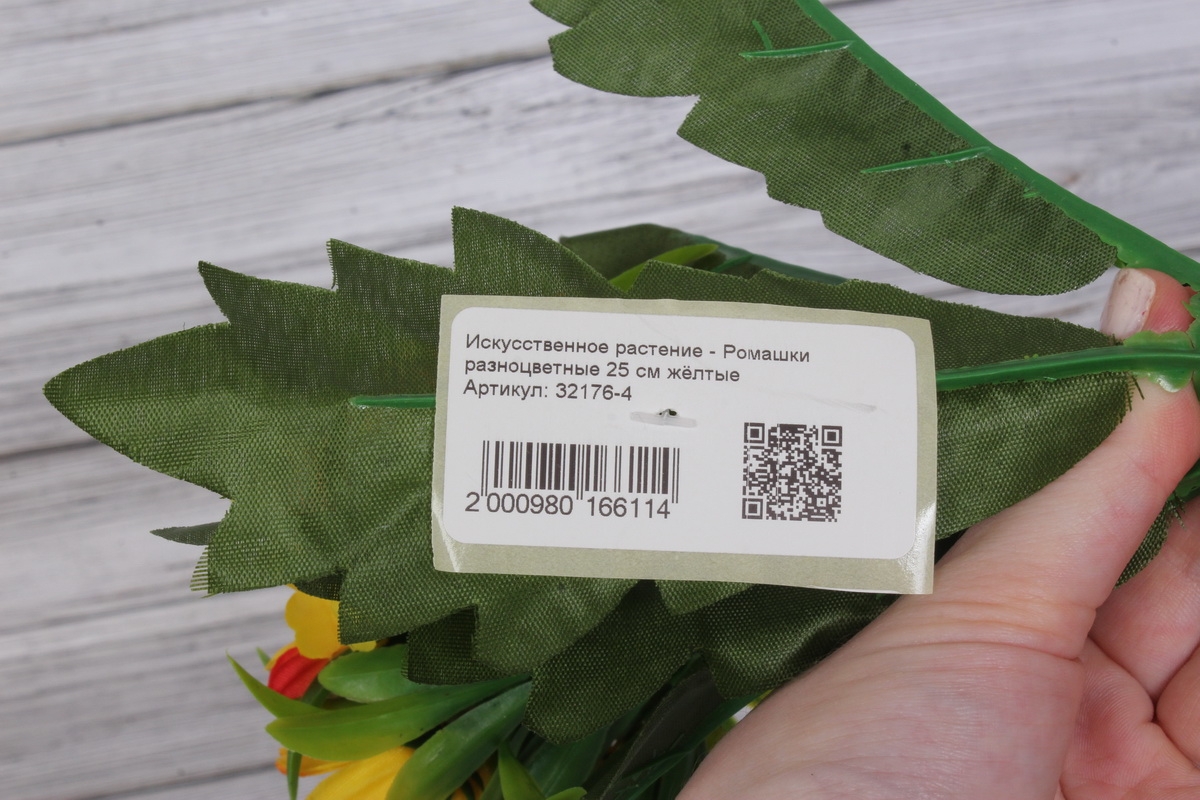 Искусственное растение - Ромашки
разноцветные 25 см жёлтые
Артикул: 32176-4
2 000980 166114